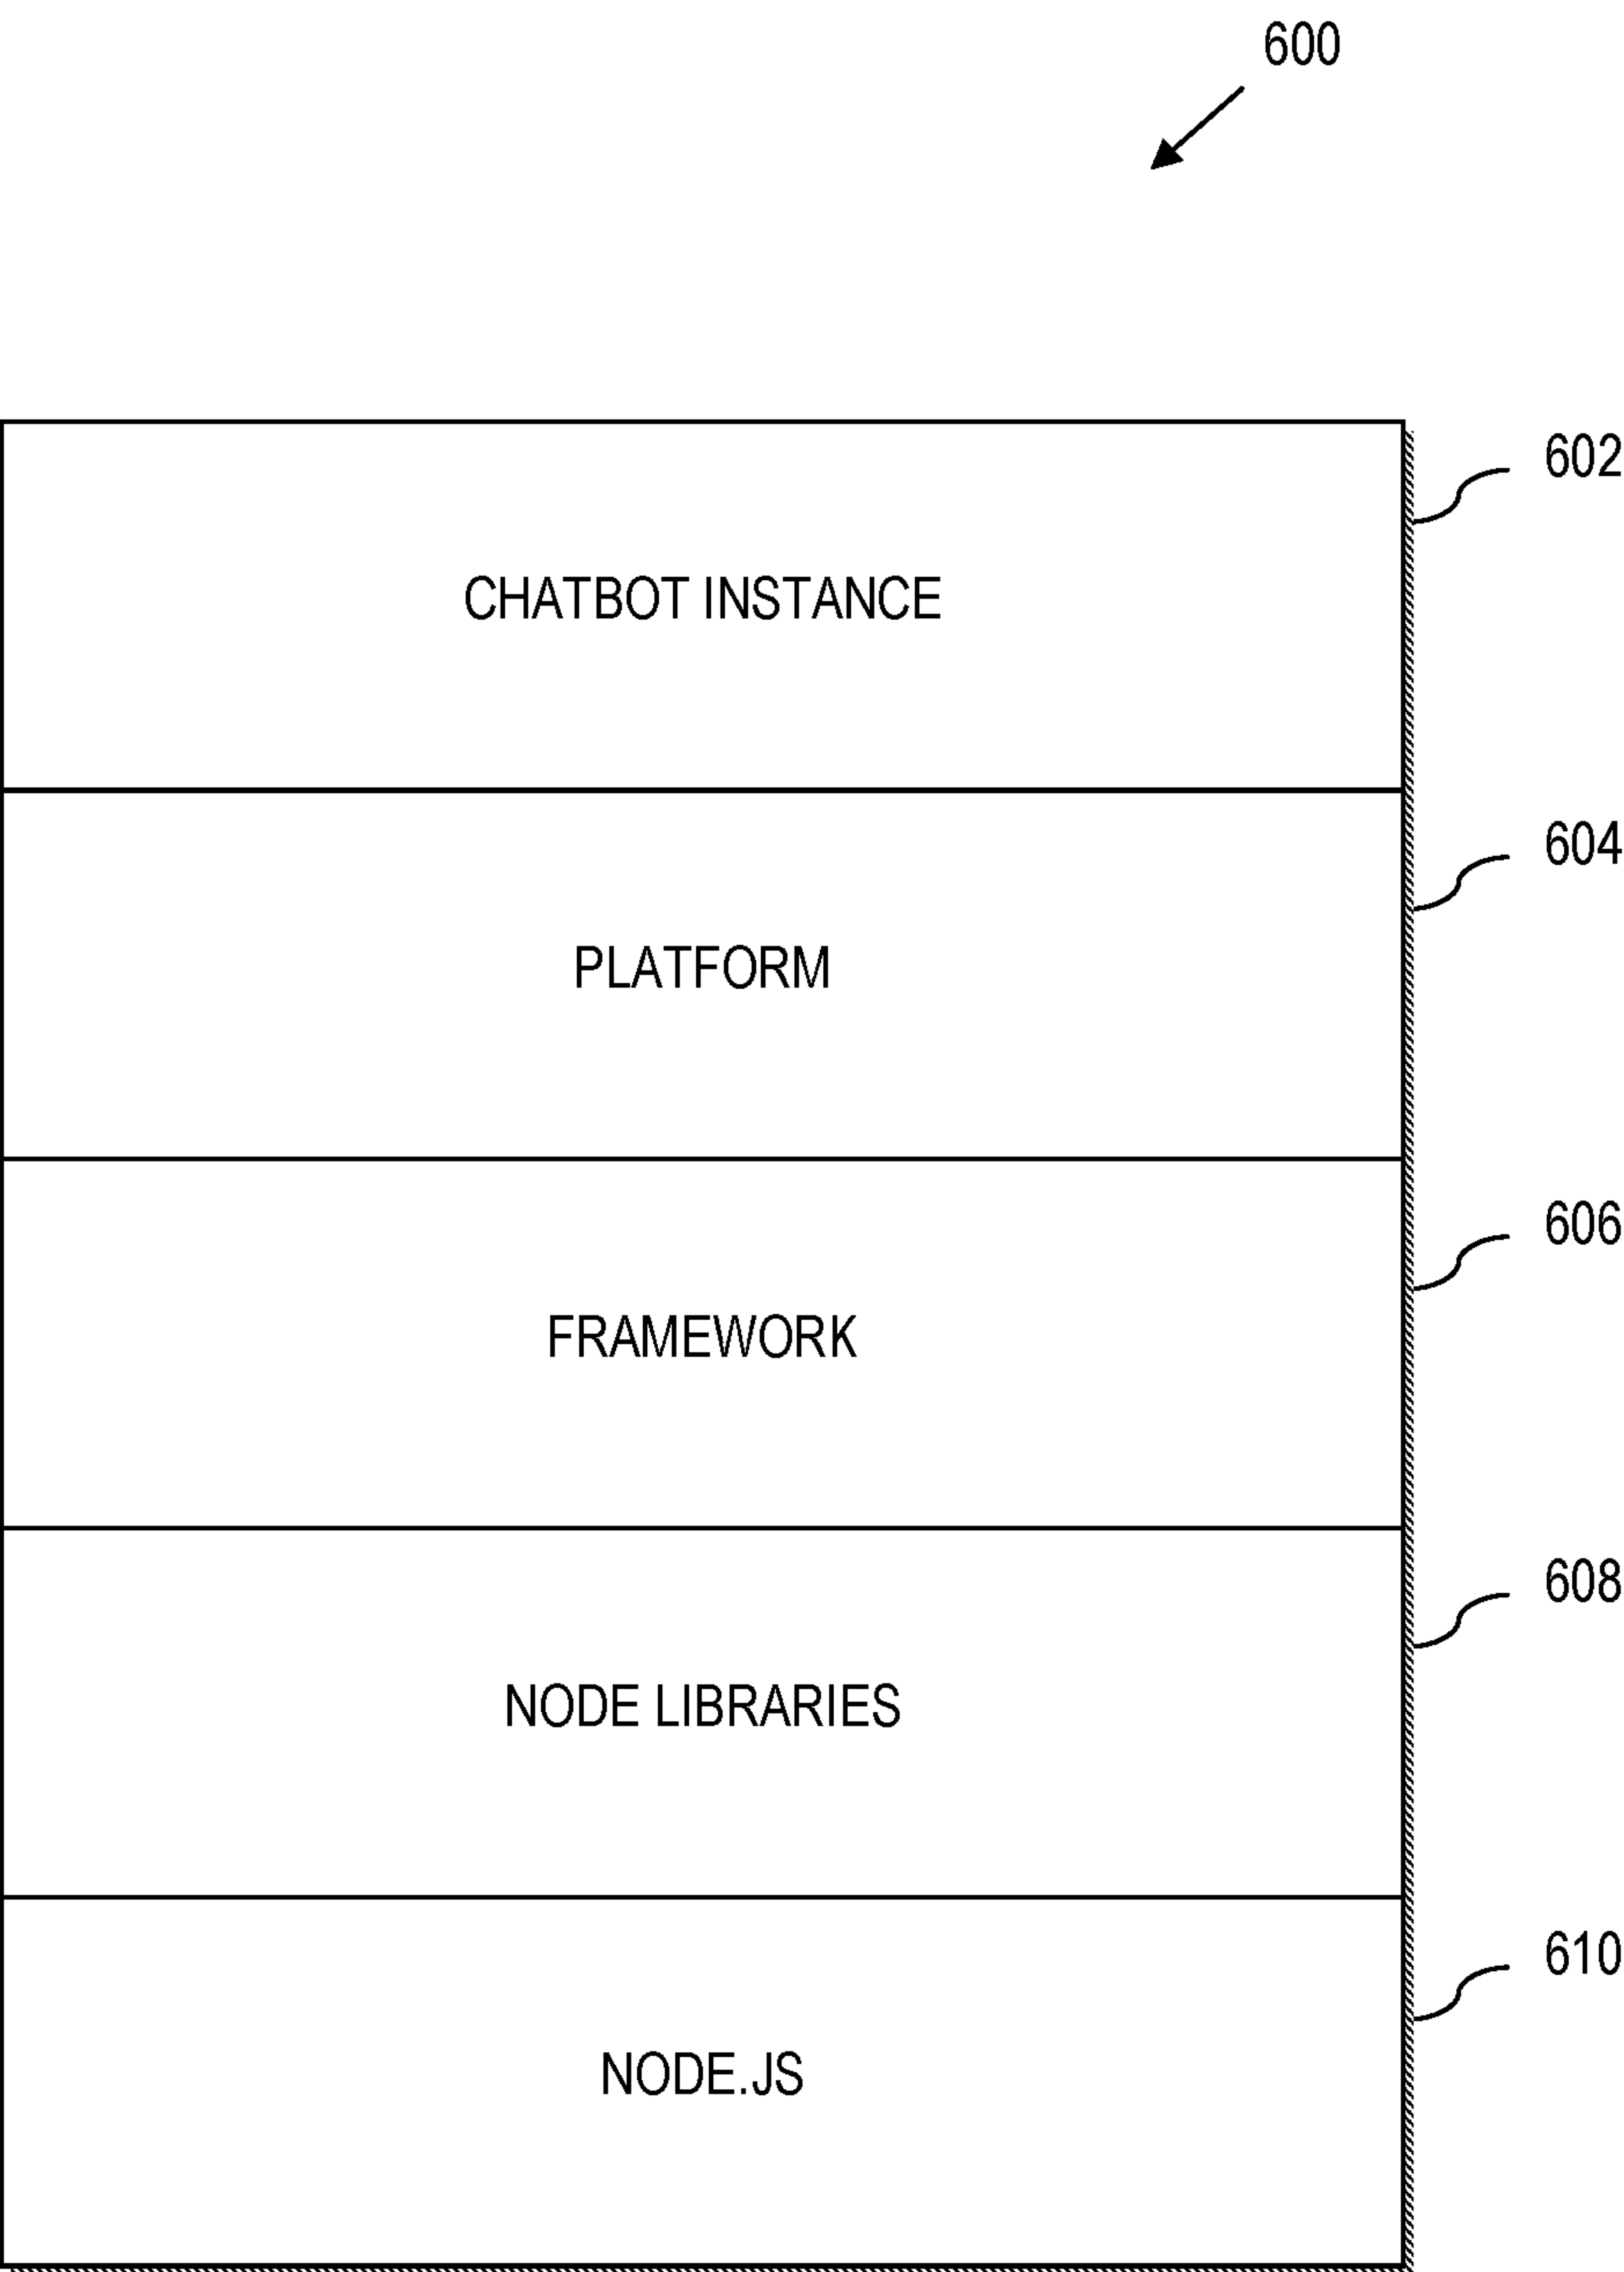 600
602
CHATBOT INSTANCE
604
PLATFORM
606
FRAMEWORK
608
NODE LIBRARIES
610
NODE.JS